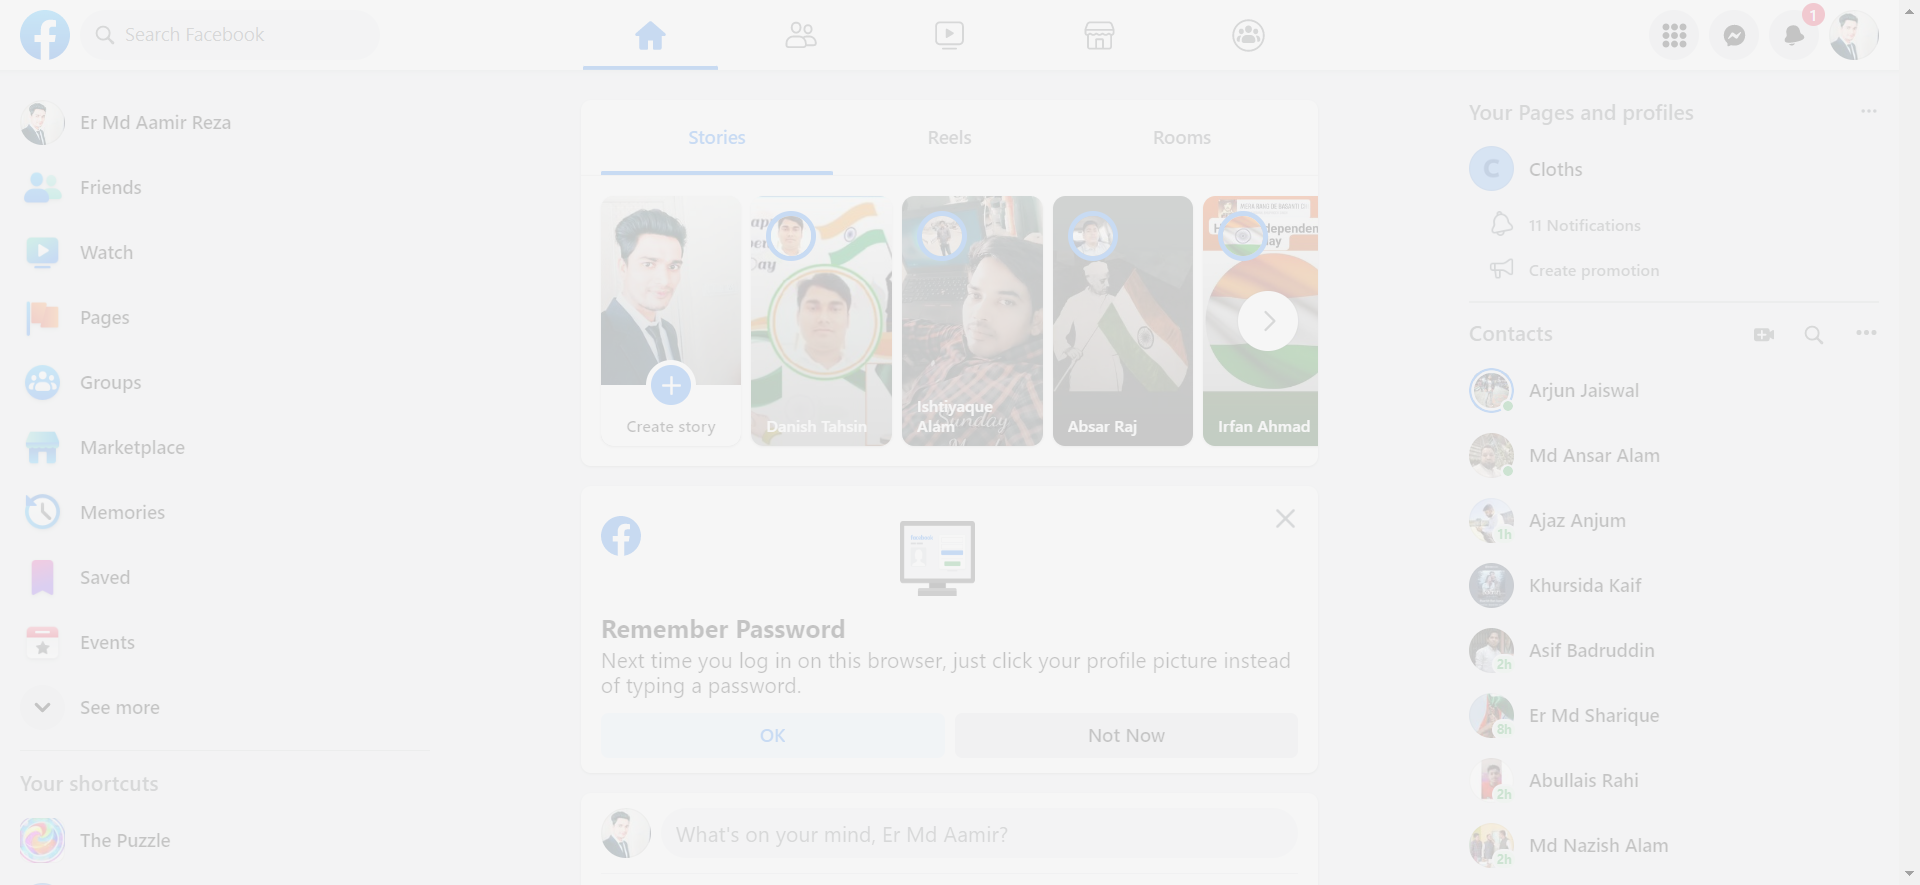 Search Facebook
1
Er Md Aamir Reza
Friends
Watch
Pages
Groups
Marketplace
Memories
Saved
Events
See more
Your shortcuts
The Puzzle
Stories
Reels
Rooms
Create story
Danish Tahsin
Ishtiyaque
Alam
Sunday
Absar Raj
Irfan Ahmad
Remember Password
Next time you log in on this browser, just click your profile picture instead
of typing a password.
OK
Not Now
What's on your mind, Er Md Aamir?
Your Pages and profiles
C
Cloths
11 Notifications
Create promotion
Contacts
Arjun Jaiswal
Md Ansar Alam
Ajaz Anjum
1h
Khursida Kaif
Asif Badruddin
2h
Er Md Sharique
8h
Abullais Rahi
2h
Md Nazish Alam
2h